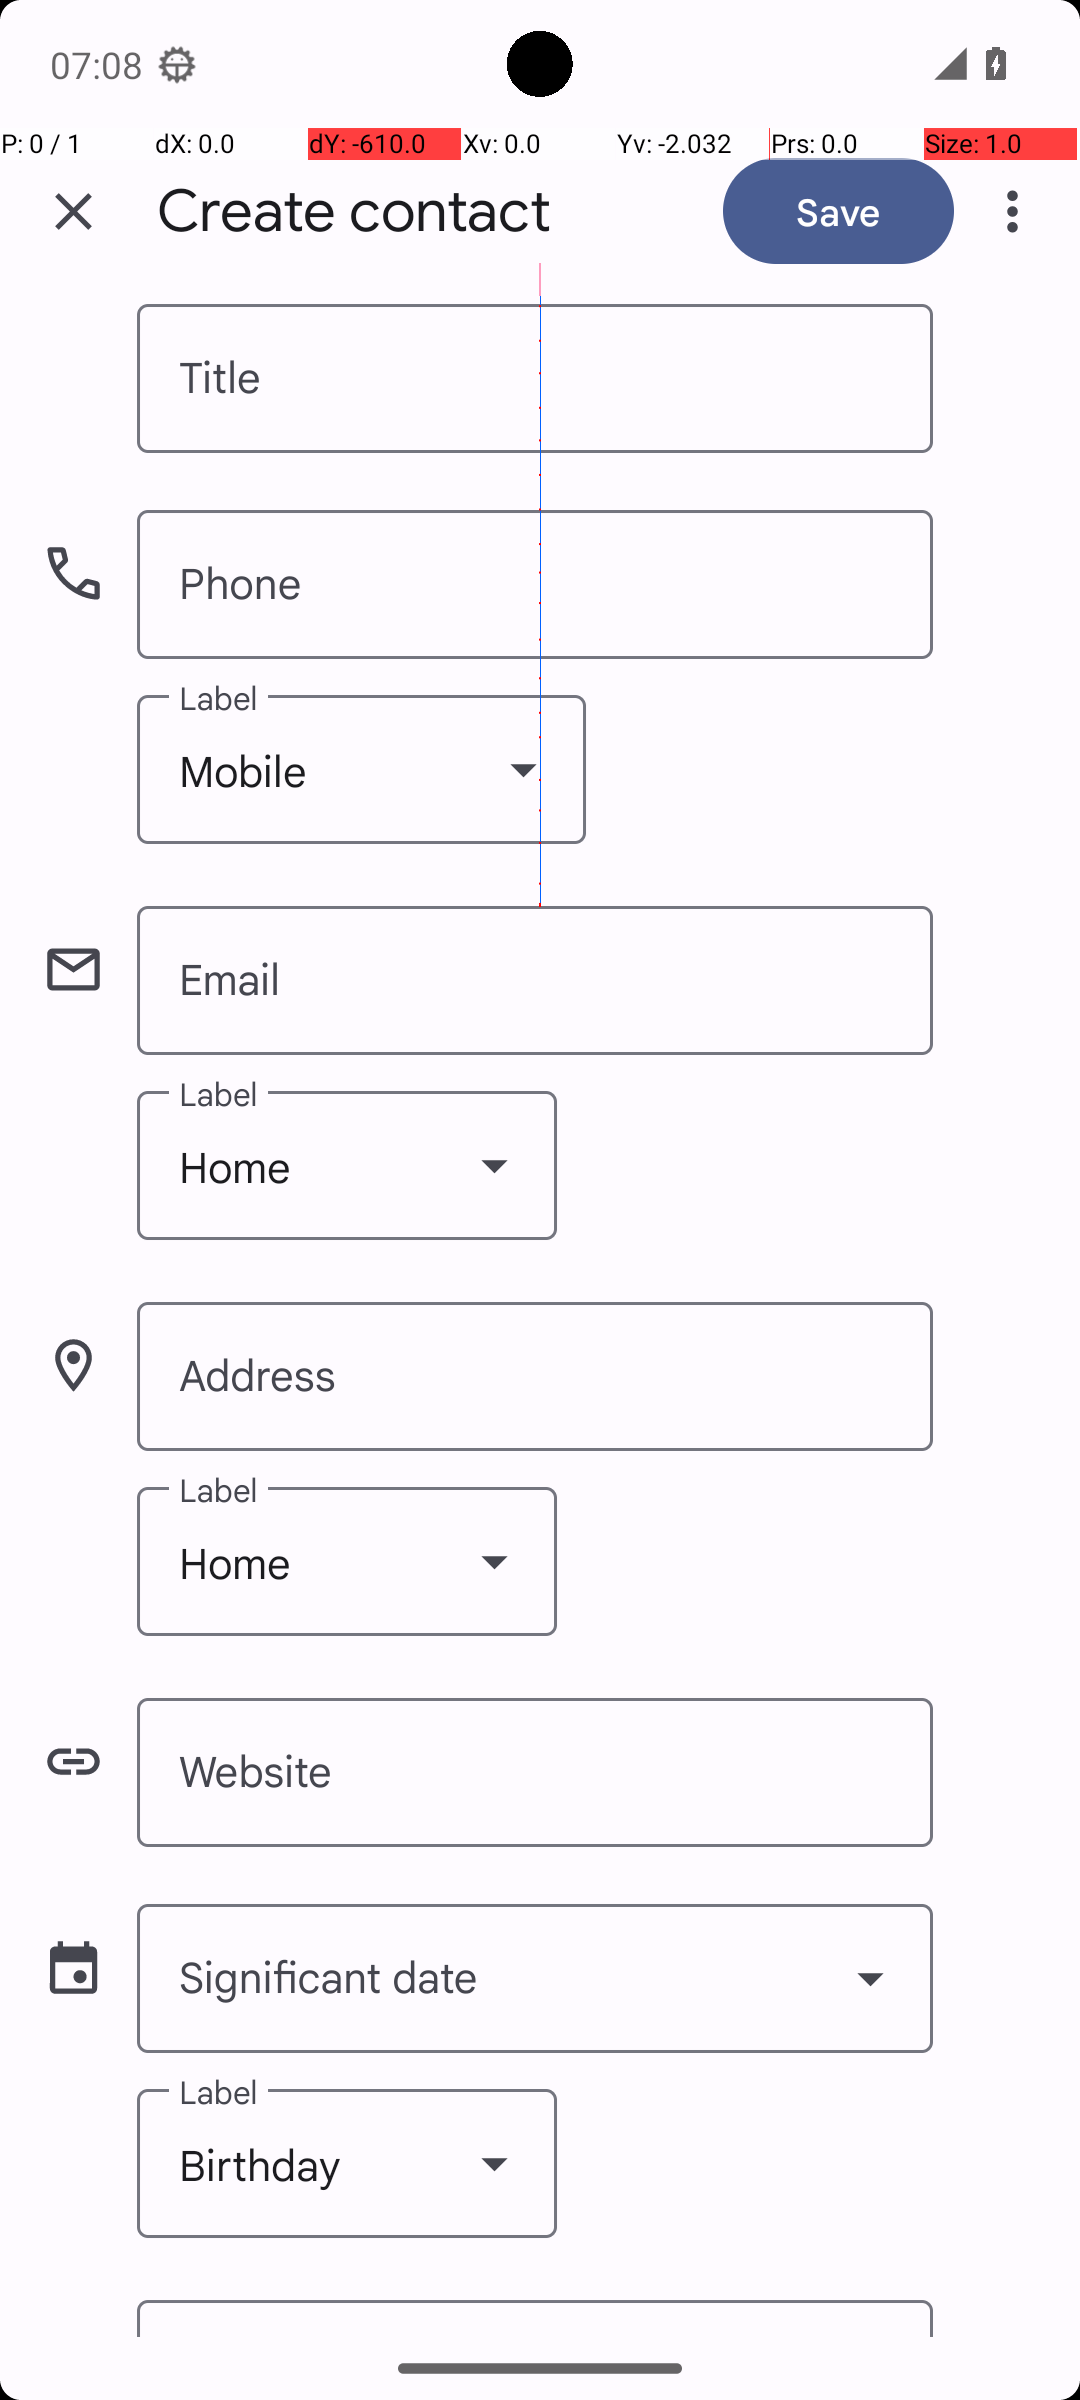 07:08
P: 0 / 1 dX: 0.0 dY: -610.0 Xv: 0.0 Yv: -2.032 Prs: 0.0 Size: 1.0
Create contact Save
Title
Phone
Label
Mobile
Email
Label
Home
Address
Label
Home
Website
Significant date
Label
Birthday